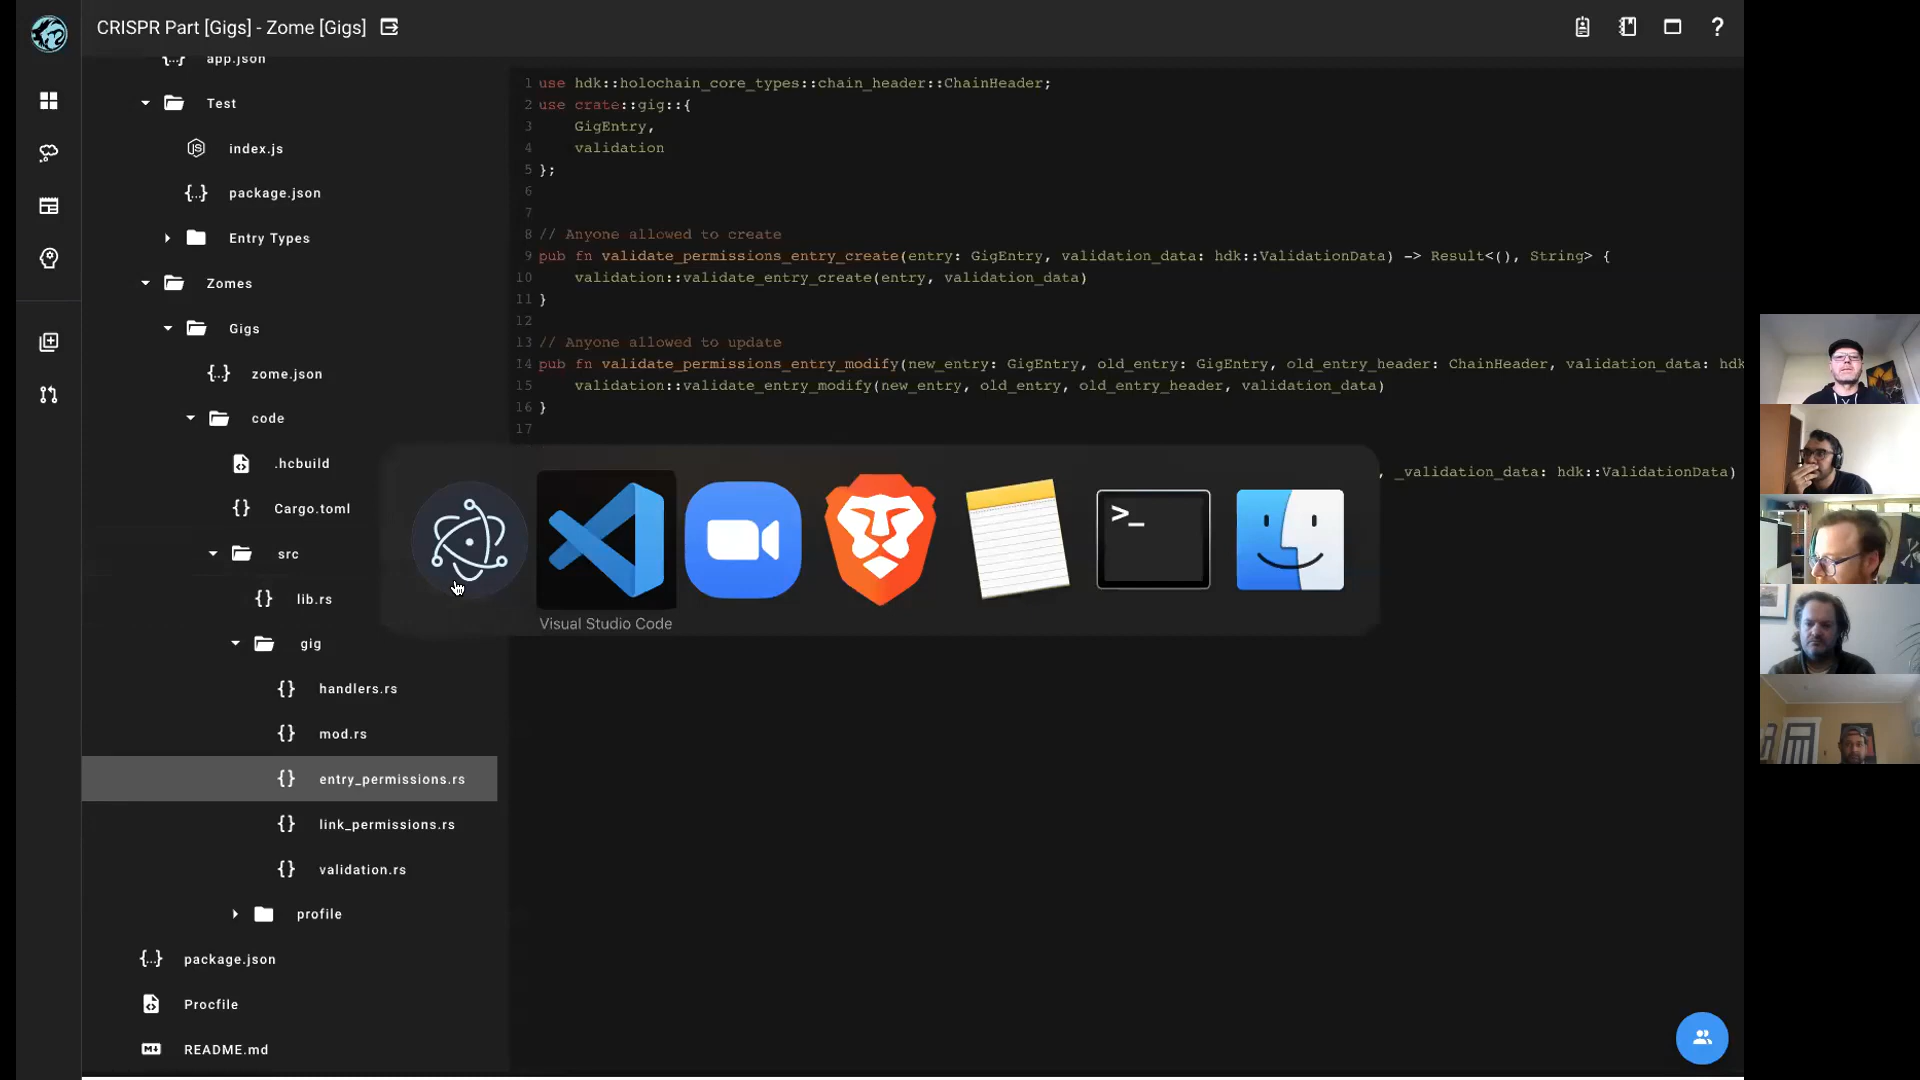 CRISPR Part [Gigs] - Zome [Gigs]
?
app.json
Test
index.js
package.json
Entry Types
Zomes
Gigs
zome.json
code
.hcbuild
Cargo.toml
src
lib.rs
gig
handlers.rs
mod.rs
entry_permissions.rs
link_permissions.rs
validation.rs
profile
package.json
Procfile
README.md
1 use hdk::holochain_core_types::chain_header::ChainHeader;
2 use crate::gig::{
3 GigEntry,
4 validation
5 };
6
7
8 // Anyone allowed to create
9 pub fn validate_permissions_entry_create(entry: GigEntry, validation_data: hdk::ValidationData) -> Result<(), String> {
10 validation::validate_entry_create(entry, validation_data)
11 }
12
13 // Anyone allowed to update
14 pub fn validate_permissions_entry_modify(new_entry: GigEntry, old_entry: GigEntry, old_entry_header: ChainHeader, validation_data: hdk
15 validation::validate_entry_modify(new_entry, old_entry, old_entry_header, validation_data)
16 }
17
, _validation_data: hdk::ValidationData)
>_
Visual Studio Code